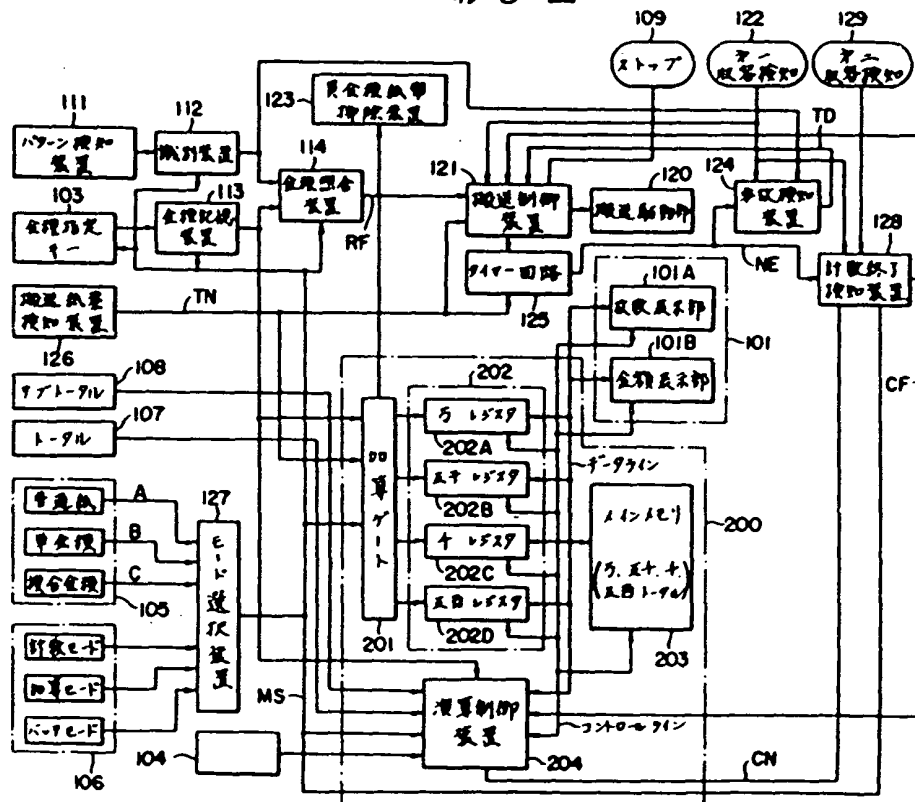 109
122
129
ストップ
第一
収容検知
第二
収容検知
123
異金種紙幣
排除装置
TD
111
112
パターン検知
装置
識別装置
114
金種照合
装置
121
搬送制御
装置
120
搬送駆動部
124
装置
103
金種指定
キー
113
金種記憶
装置
RF
128
計数終了
検知装置
NE
タイマー回路
125
搬送紙葉
検知装置
126
TN
101A
枚数表示部
101B
金額表示部
101
サブトータル
108
トータル
107
CF
202
万レジスタ
202A
五千レジスタ
202B
千レジスタ
202C
五百レジスタ
202D
加算ゲート
201
データライン
メインメモリ
(万、五千、千、
五百トータル)
203
200
普通紙
A
単金種
B
混合金種
C
105
127
モード選択装置
計数モード
加算モード
バッチモード
106
MS
104
演算制御
装置
204
コントロールライン
CN